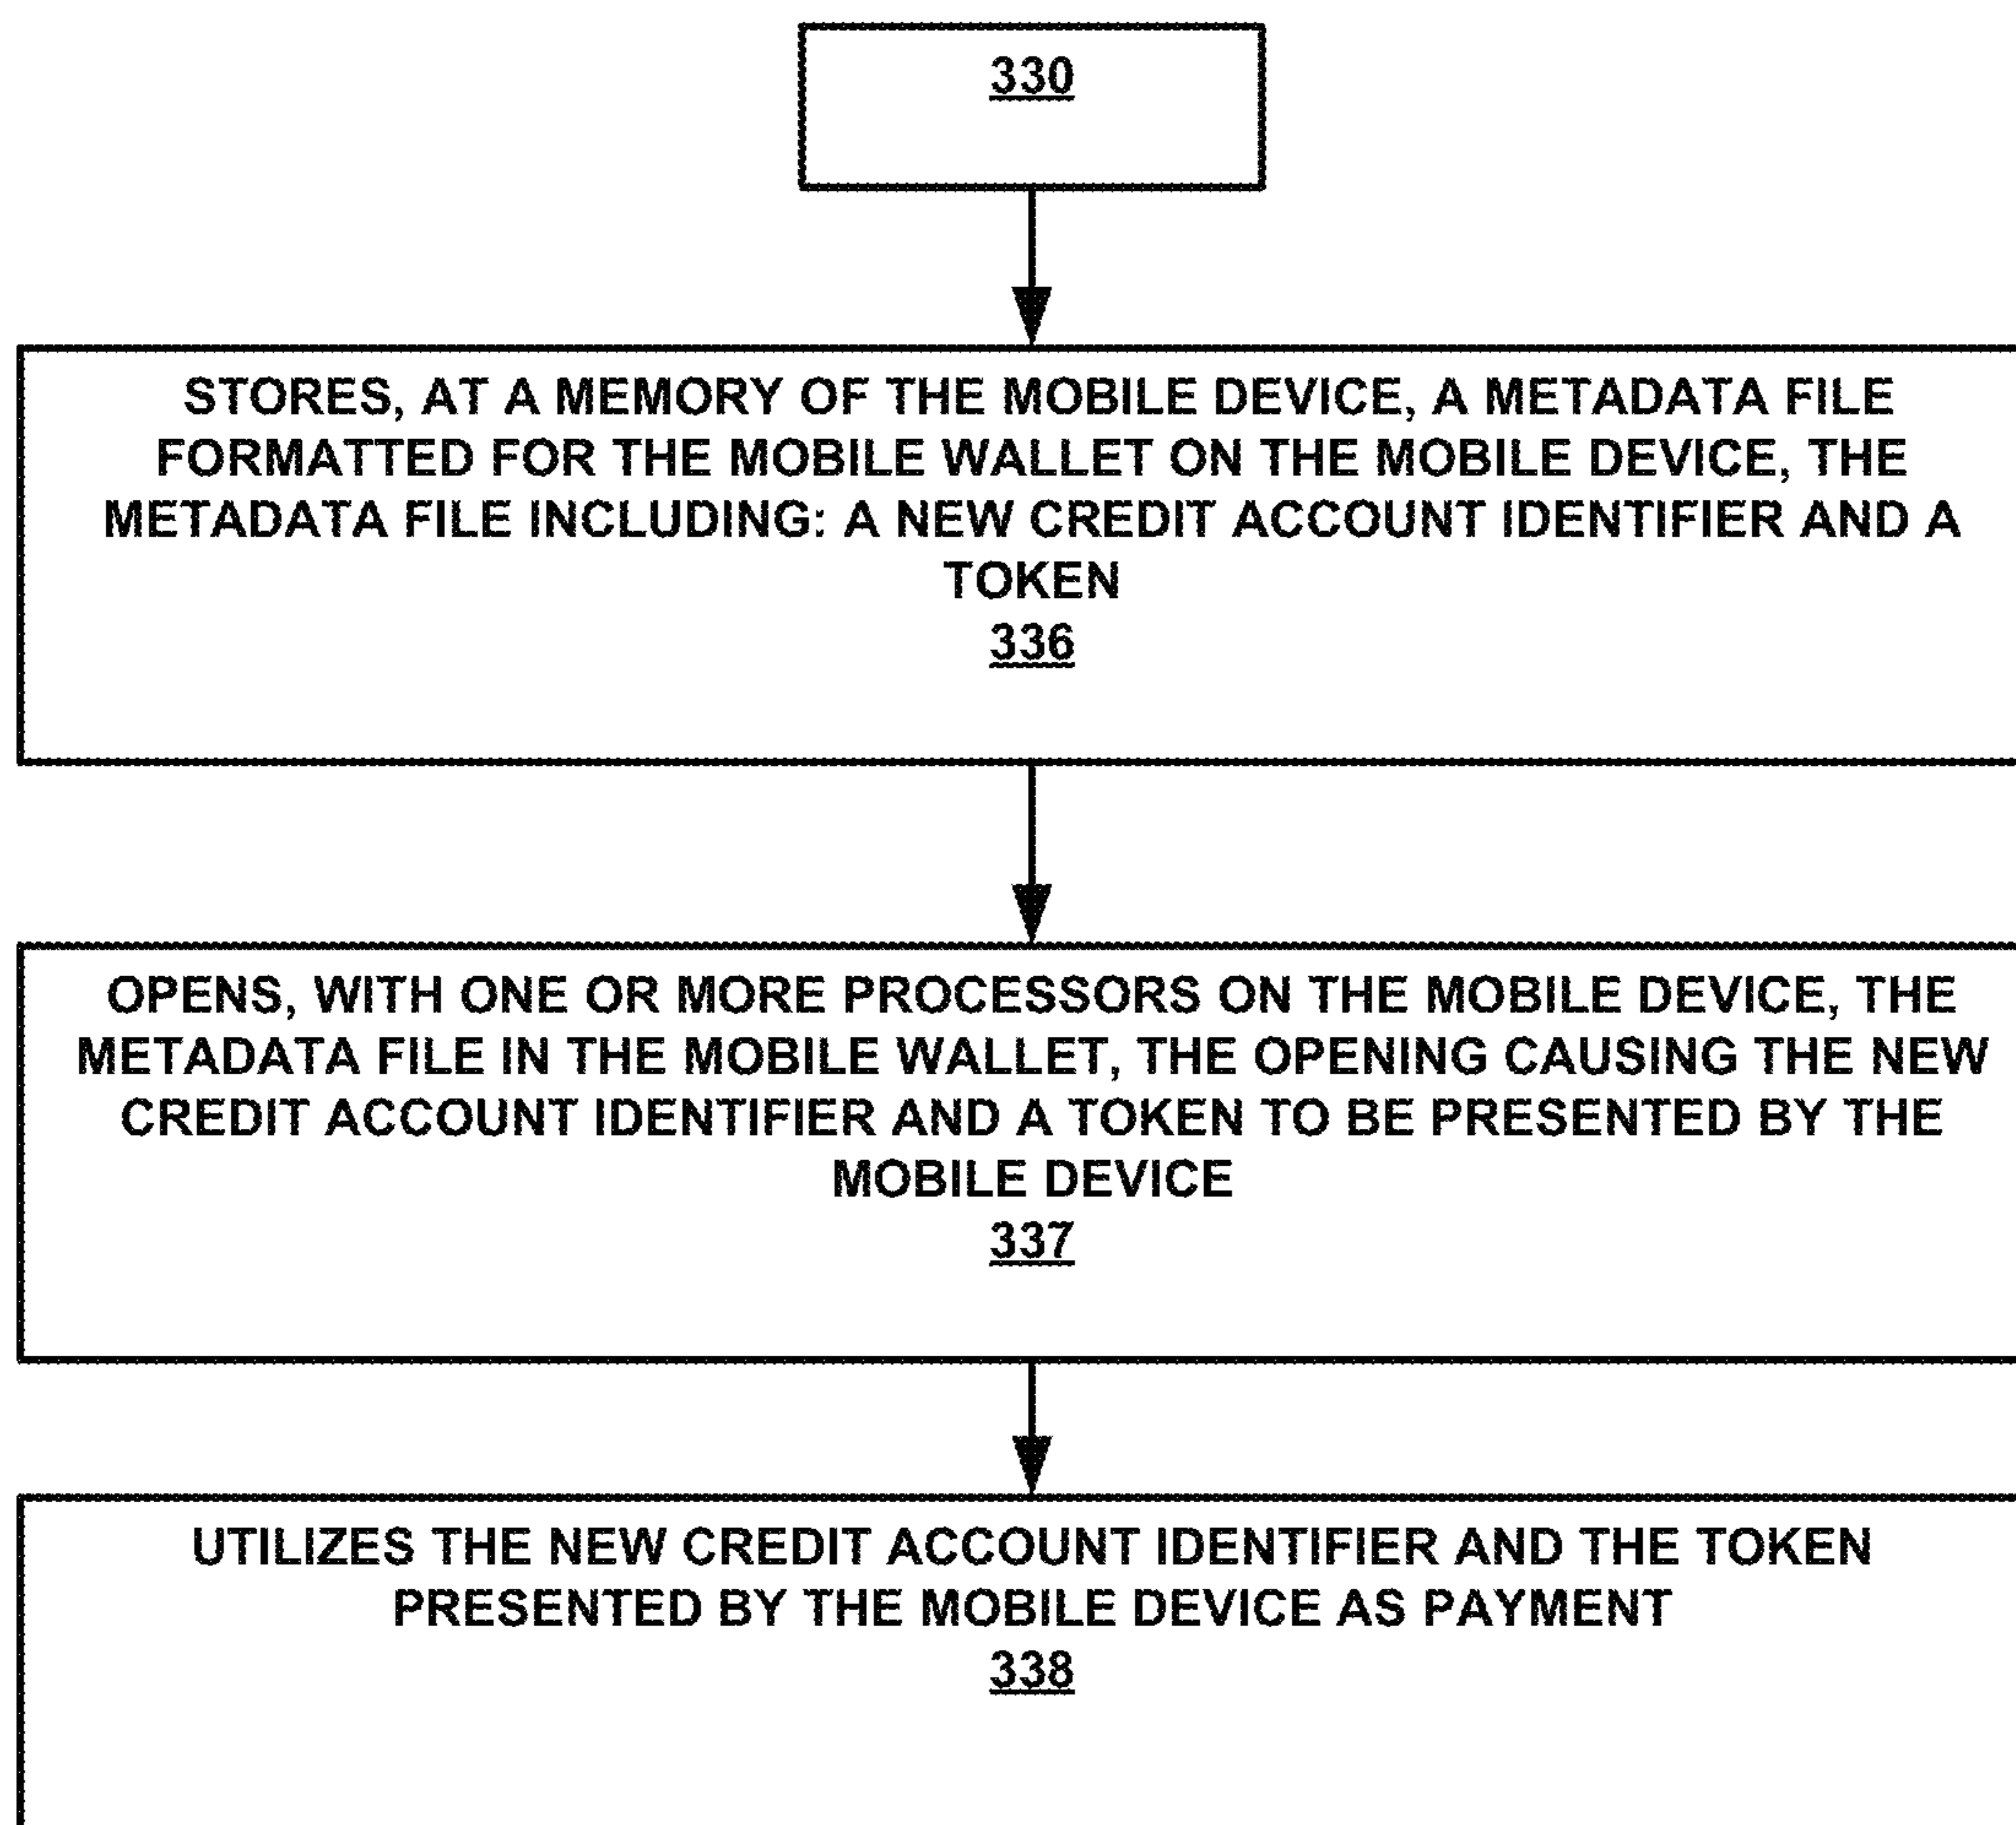 330
STORES, AT A MEMORY OF THE MOBILE DEVICE, A METADATA FILE
FORMATTED FOR THE MOBILE WALLET ON THE MOBILE DEVICE, THE
METADATA FILE INCLUDING: A NEW CREDIT ACCOUNT IDENTIFIER AND A
TOKEN
336
OPENS, WITH ONE OR MORE PROCESSORS ON THE MOBILE DEVICE, THE
METADATA FILE IN THE MOBILE WALLET, THE OPENING CAUSING THE NEW
CREDIT ACCOUNT IDENTIFIER AND A TOKEN TO BE PRESENTED BY THE
MOBILE DEVICE
337
UTILIZES THE NEW CREDIT ACCOUNT IDENTIFIER AND THE TOKEN
PRESENTED BY THE MOBILE DEVICE AS PAYMENT
338